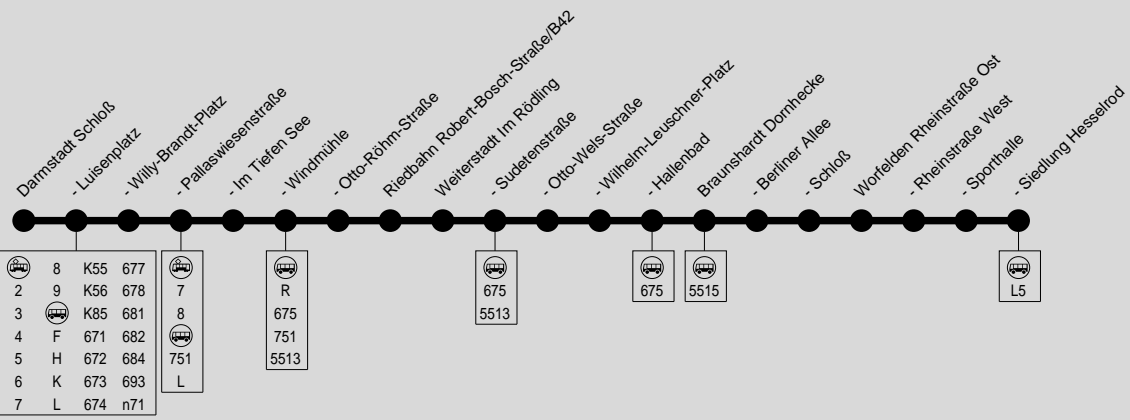 Darmstadt Schloß
- Luisenplatz
- Willy-Brandt-Platz
- Pallaswiesenstraße
- Im Tiefen See
- Windmühle
- Otto-Röhm-Straße
Riedbahn Robert-Bosch-Straße/B42
Weiterstadt Im Rödling
- Sudetenstraße
- Otto-Wels-Straße
- Wilhelm-Leuschner-Platz
- Hallenbad
Braunshardt Dornhecke
- Berliner Allee
- Schloß
Worfelden Rheinstraße Ost
- Rheinstraße West
- Sporthalle
- Siedlung Hesselrod
8 K55 677
2 9 K56 678
3 K85 681
4 F 671 682
5 H 672 684
6 K 673 693
7 L 674 n71
7
8
751
L
R
675
751
5513
675
5513
675
5515
L5